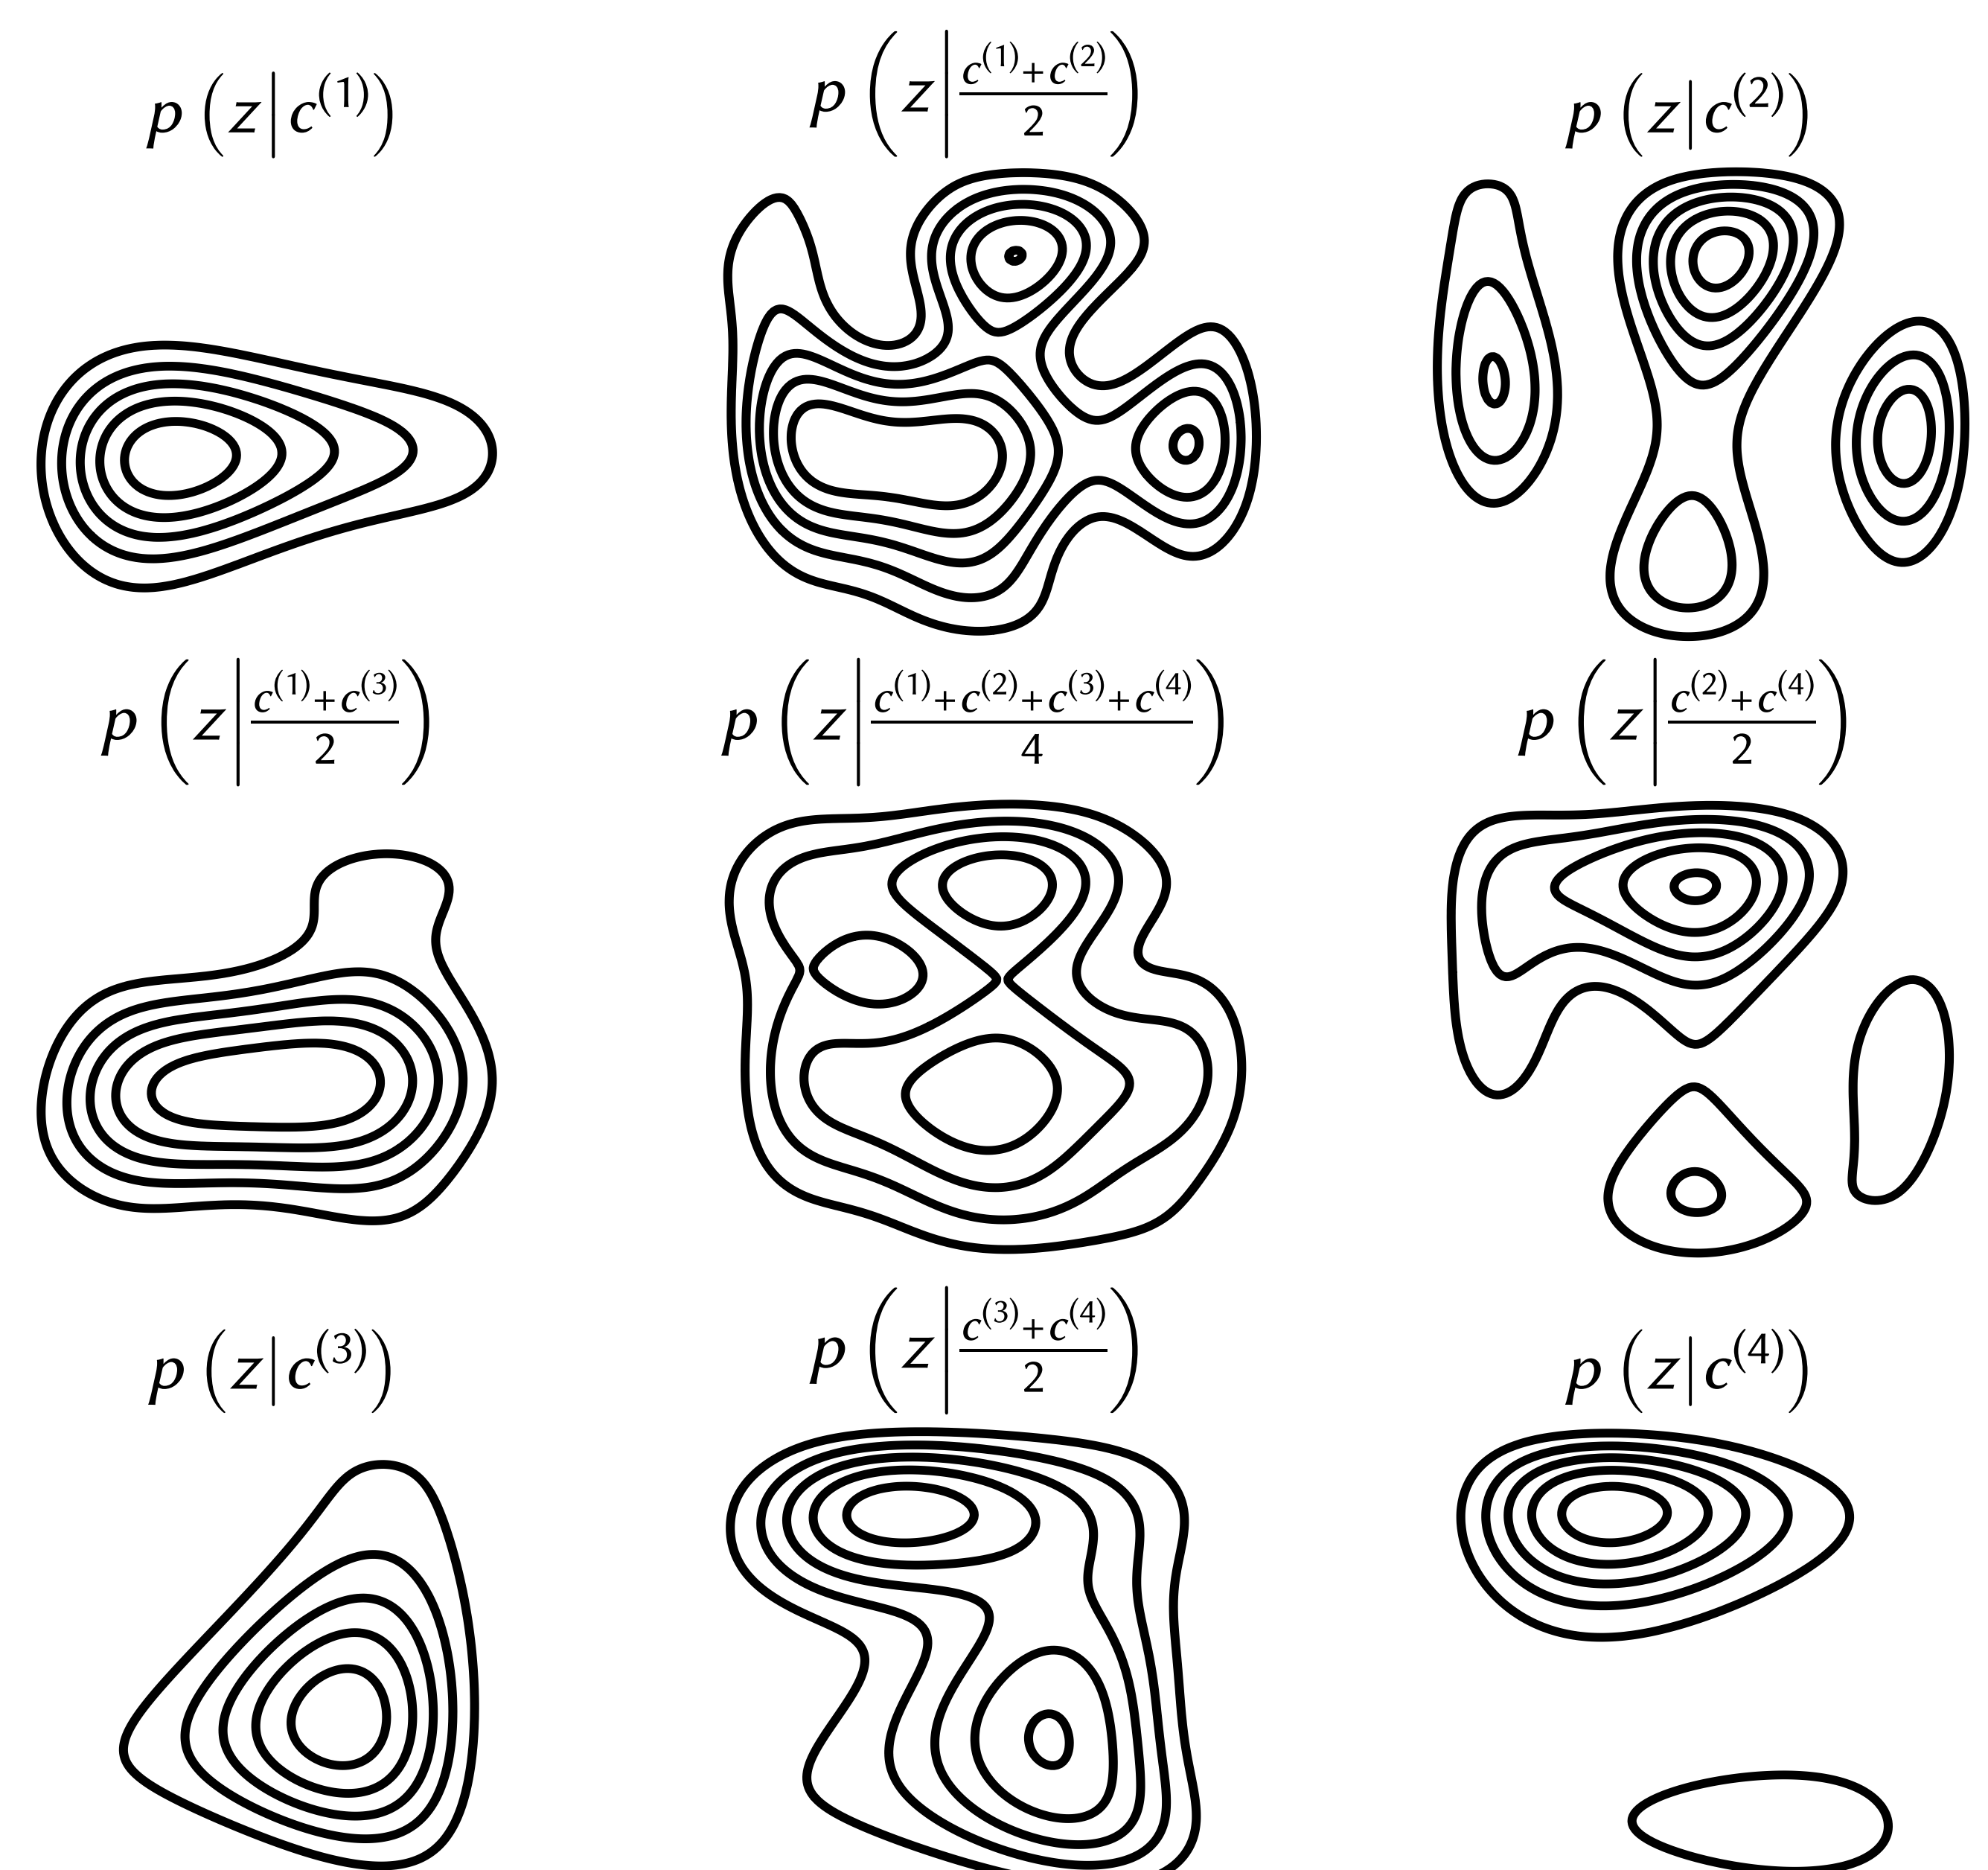 p (z|c^(1))
p (z|(c^(1)+c^(2))/2)
p (z|c^(2))
p (z|(c^(1)+c^(3))/2)
p (z|(c^(1)+c^(2)+c^(3)+c^(4))/4)
p (z|(c^(2)+c^(4))/2)
p (z|c^(3))
p (z|(c^(3)+c^(4))/2)
p (z|c^(4))